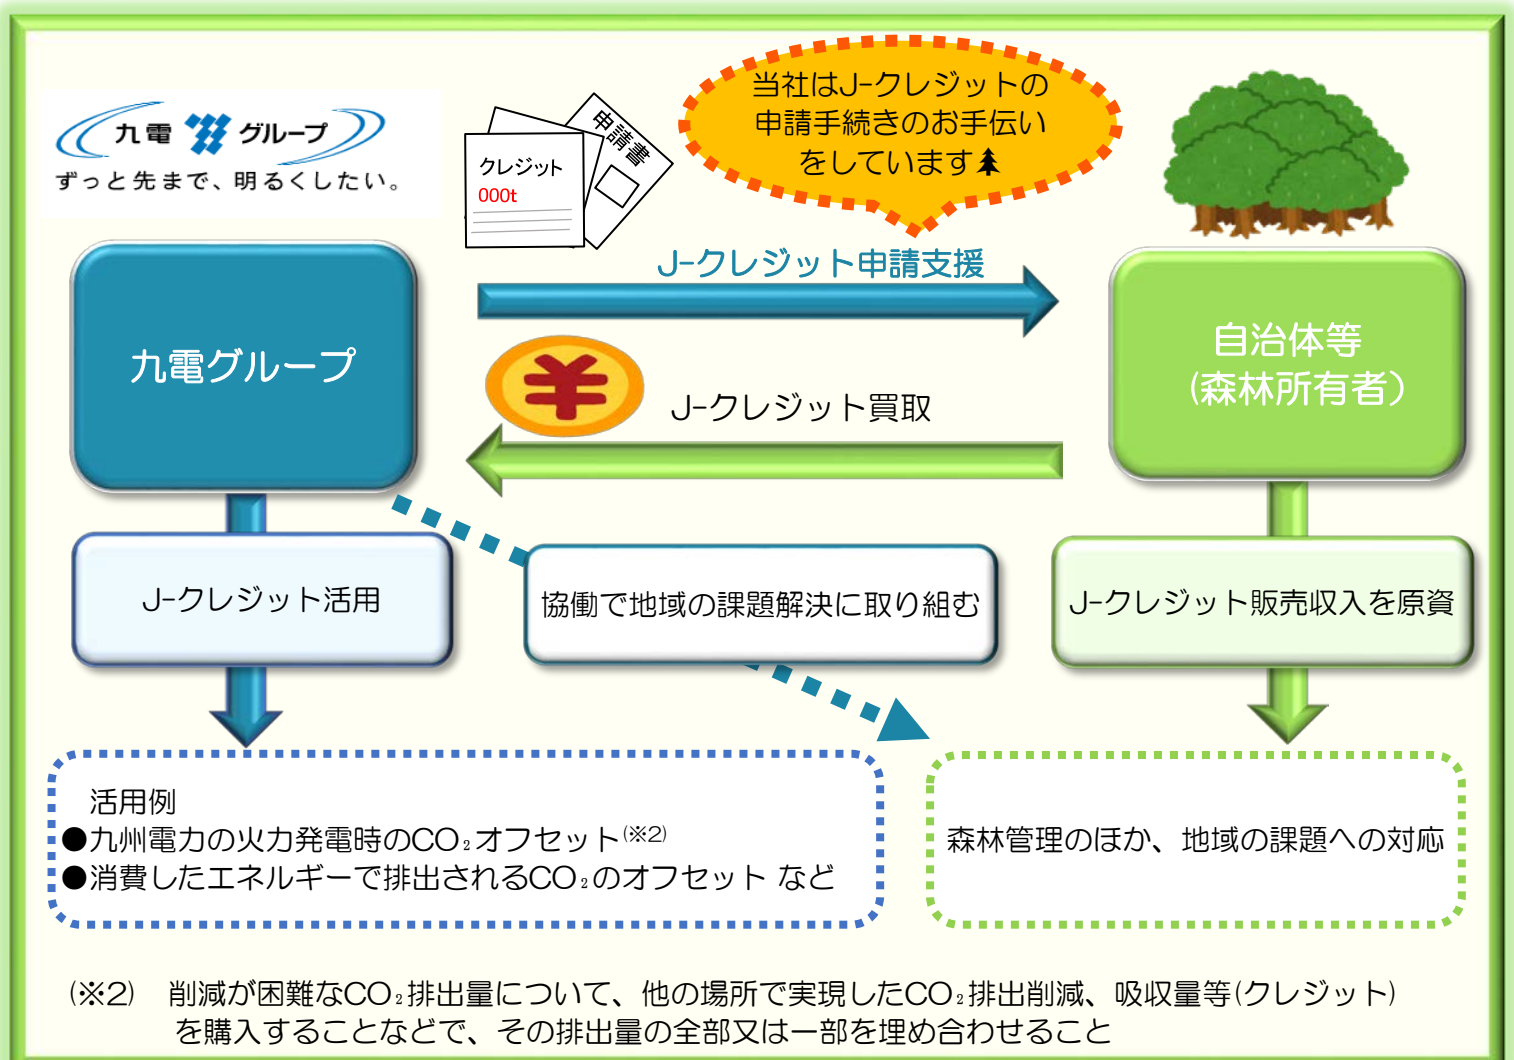 当社はJ-クレジットの
申請手続きのお手伝い
をしています
九電 グループ
ずっと先まで、明るくしたい。
クレジット
000t
申請書
J-クレジット申請支援
九電グループ
自治体等
(森林所有者）
J-クレジット買取
J-クレジット活用
協働で地域の課題解決に取り組む
J-クレジット販売収入を原資
活用例
●九州電力の火力発電時のCO₂オフセット(※2)
●消費したエネルギーで排出されるCO₂のオフセット など
森林管理のほか、地域の課題への対応
(※2)　削減が困難なCO₂排出量について、他の場所で実現したCO₂排出削減、吸収量等(クレジット)
を購入することなどで、その排出量の全部又は一部を埋め合わせること